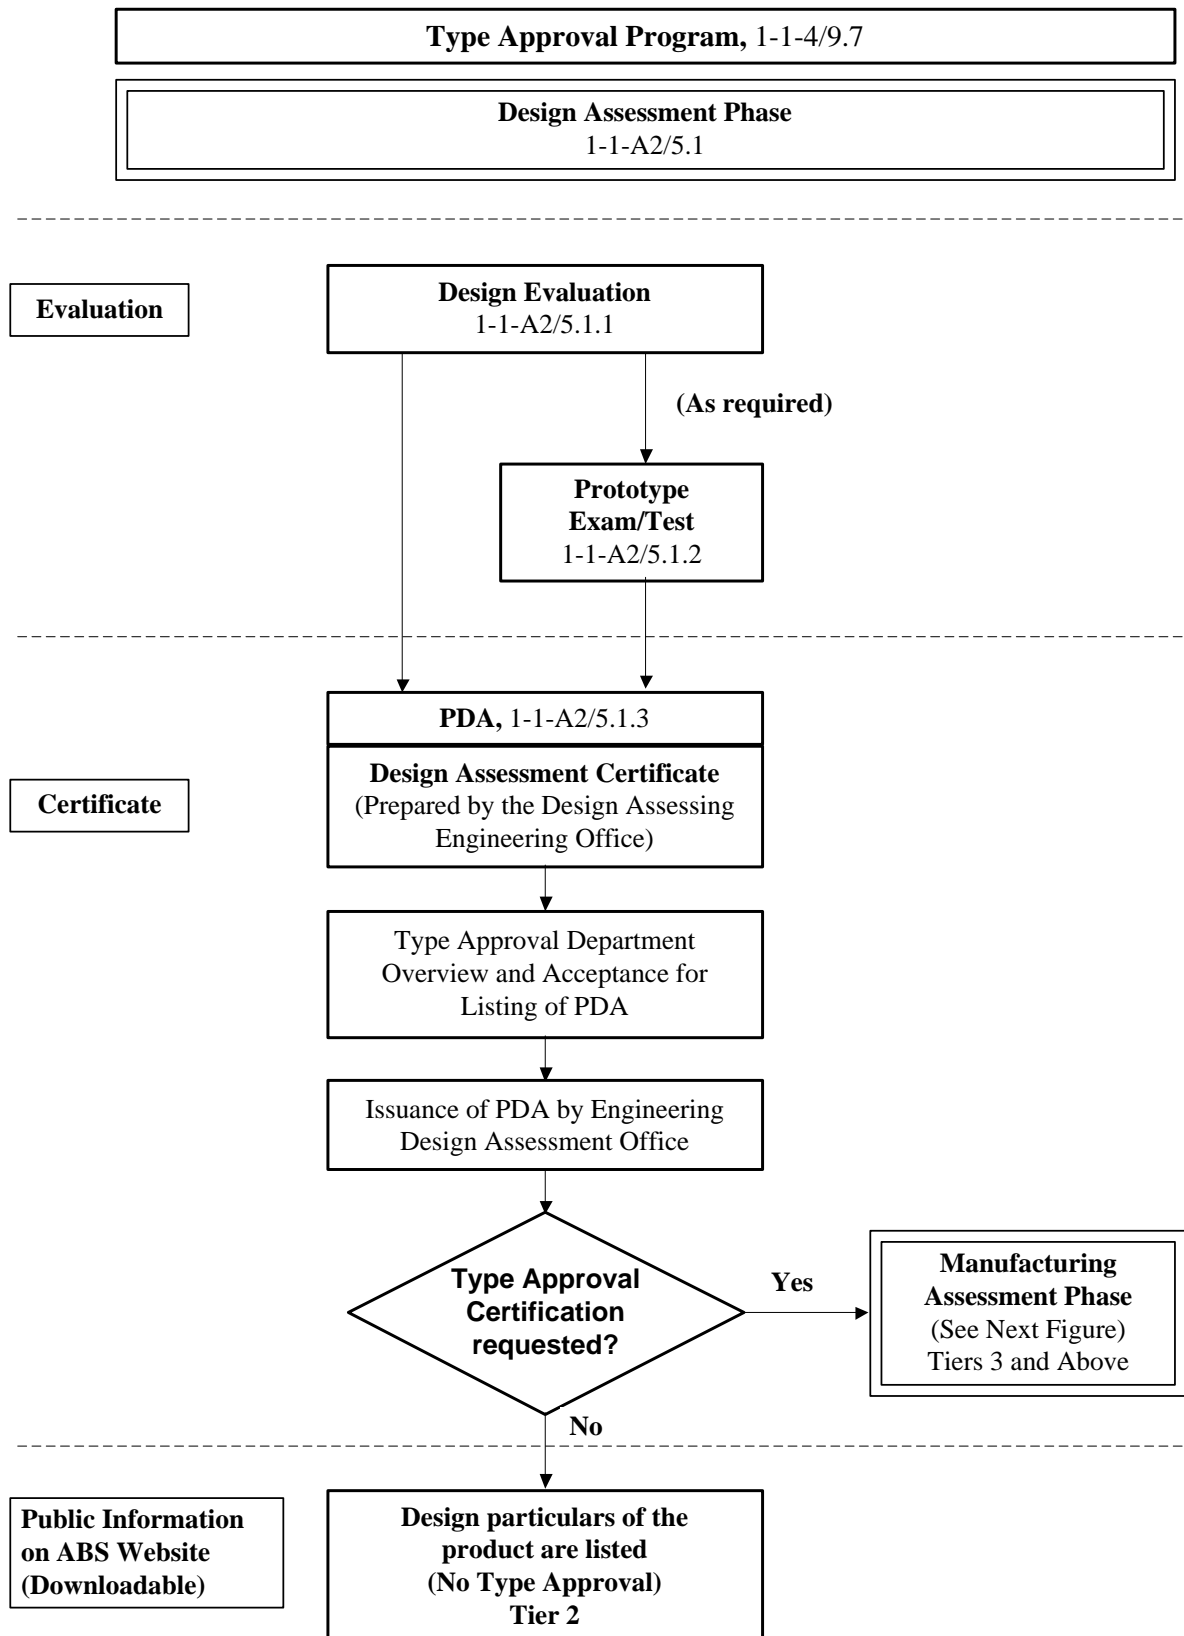 Type Approval Program, 1-1-4/9.7
Design Assessment Phase
1-1-A2/5.1
Evaluation
Design Evaluation
1-1-A2/5.1.1
(As required)
Prototype
Exam/Test
1-1-A2/5.1.2
PDA, 1-1-A2/5.1.3
Certificate
Design Assessment Certificate
(Prepared by the Design Assessing
Engineering Office)
Type Approval Department
Overview and Acceptance for
Listing of PDA
Issuance of PDA by Engineering
Design Assessment Office
Type Approval
Certification
requested?
Yes
Manufacturing
Assessment Phase
(See Next Figure)
Tiers 3 and Above
No
Public Information
on ABS Website
(Downloadable)
Design particulars of the
product are listed
(No Type Approval)
Tier 2